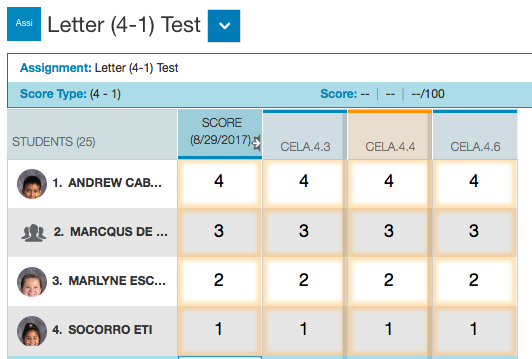 Assi Letter (4-1) Test
Assignment: Letter (4-1) Test
Score Type: (4 - 1) Score: -- | -- | --/100
STUDENTS (25) SCORE (8/29/2017) CELA.4.3 CELA.4.4 CELA.4.6
1. ANDREW CAB... 4 4 4 4
2. MARCQUS DE ... 3 3 3 3
3. MARLYNE ESC... 2 2 2 2
4. SOCORRO ETI 1 1 1 1